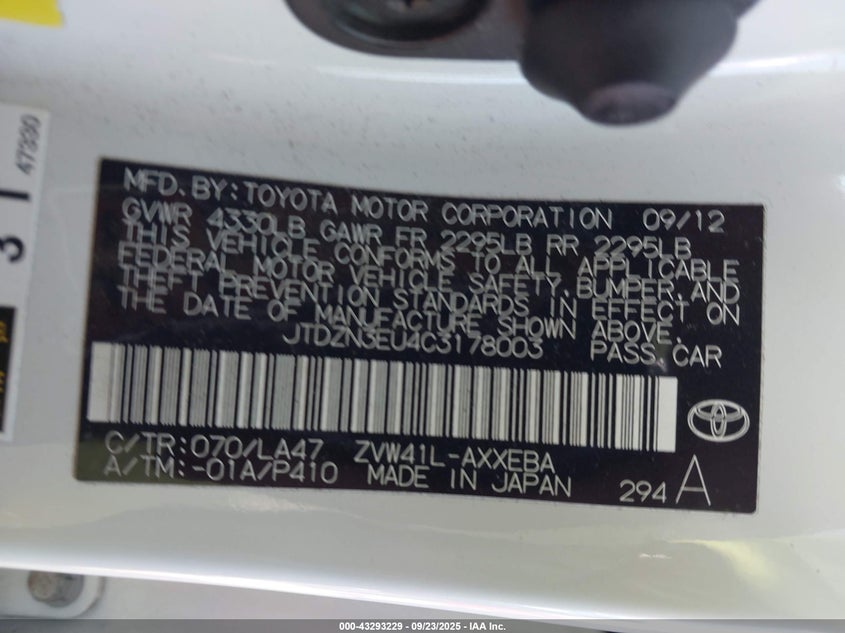 47330
3 1
MFD. BY: TOYOTA MOTOR CORPORATION 09/12
GVWR 4330LB GAWR FR 2295LB RR 2295LB
THIS VEHICLE CONFORMS TO ALL APPLICABLE
FEDERAL MOTOR VEHICLE SAFETY, BUMPER, AND
THEFT PREVENTION STANDARDS IN EFFECT ON
THE DATE OF MANUFACTURE SHOWN ABOVE.
JTDZN3EU4C3178003 PASS. CAR
C/TR: 070/LA47 ZVW41L-AXXEBA
A/TM: -01A/P410 MADE IN JAPAN
294 A
000-43293229 - 09/23/2025 - IAA Inc.